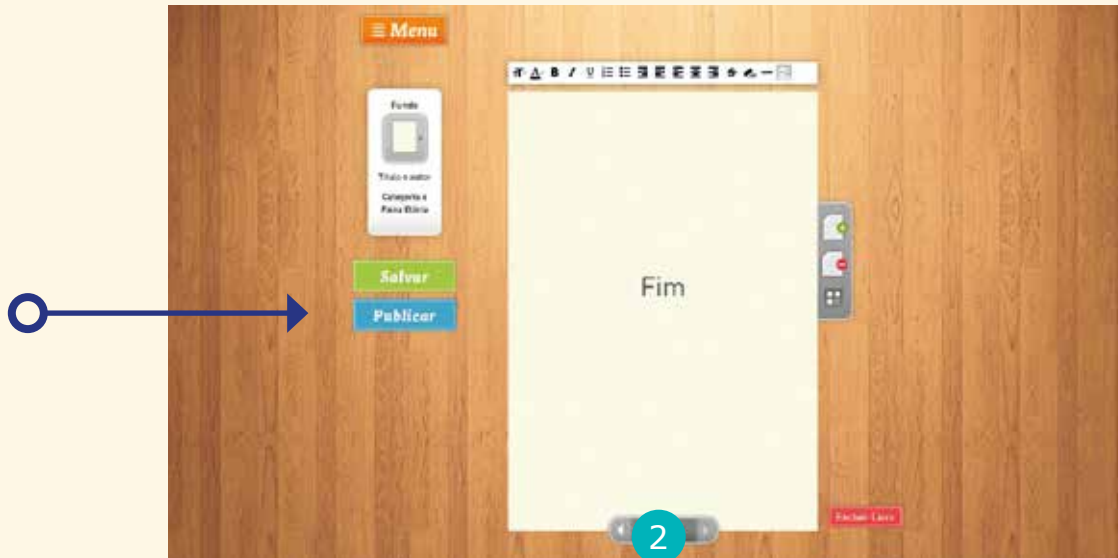 Menu
B I U
Fundo
Título e autor
Categoria e
Faixa Etária
Salvar
Publicar
Fim
2
Fechar Livro